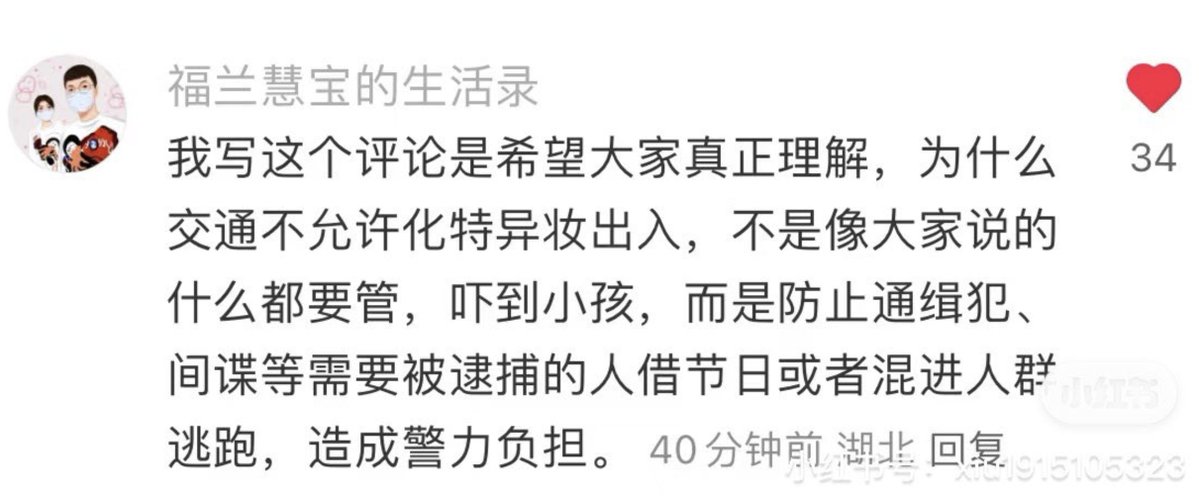 福兰慧宝的生活录
我写这个评论是希望大家真正理解，为什么
34
交通不允许化特异妆出入，不是像大家说的
什么都要管，吓到小孩，而是防止通缉犯、
间谍等需要被逮捕的人借节日或者混进人群
小红书
逃跑，造成警力负担。 40分钟前 湖北 回复
小红书号：xiu1915105323